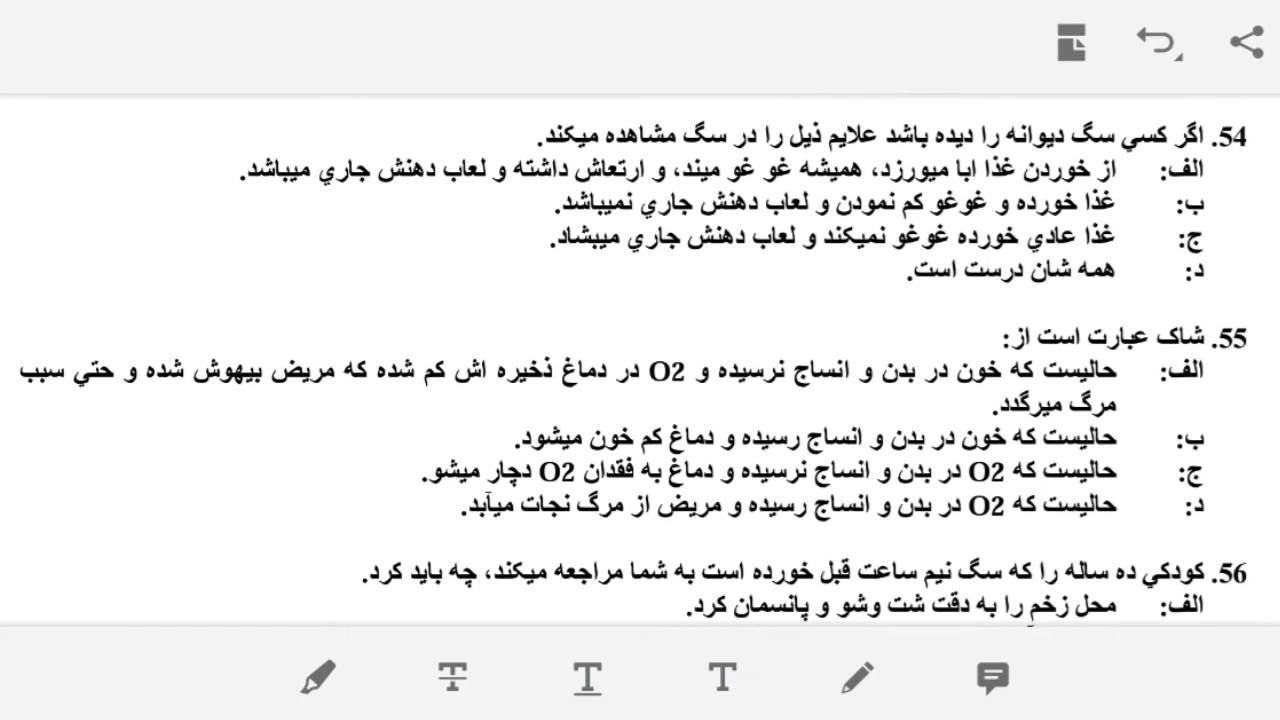 54. اگر کسي سگ ديوانه را ديده باشد علايم ذيل را در سگ مشاهده ميکند.
الف: از خوردن غذا ابا ميورزد، هميشه غو غو ميند، و ارتعاش داشته و لعاب دهنش جاري ميباشد.
ب: غذا خورده و غوغو کم نمودن و لعاب دهنش جاري نميباشد.
ج: غذا عادي خورده غوغو نميکند و لعاب دهنش جاري ميبشاد.
د: همه شان درست است.
55. شاک عبارت است از:
الف: حاليست که خون در بدن و انساج نرسيده و O2 در دماغ ذخيره اش کم شده که مريض بيهوش شده و حتي سبب
مرگ ميرگدد.
ب: حاليست که خون در بدن و انساج رسيده و دماغ کم خون ميشود.
ج: حاليست که O2 در بدن و انساج نرسيده و دماغ به فقدان O2 دچار ميشو.
د: حاليست که O2 در بدن و انساج رسيده و مريض از مرگ نجات ميآبد.
56. کودکي ده ساله را که سگ نيم ساعت قبل خورده است به شما مراجعه ميکند، چه بايد کرد.
الف: محل زخم را به دقت شت وشو و پانسمان کرد.